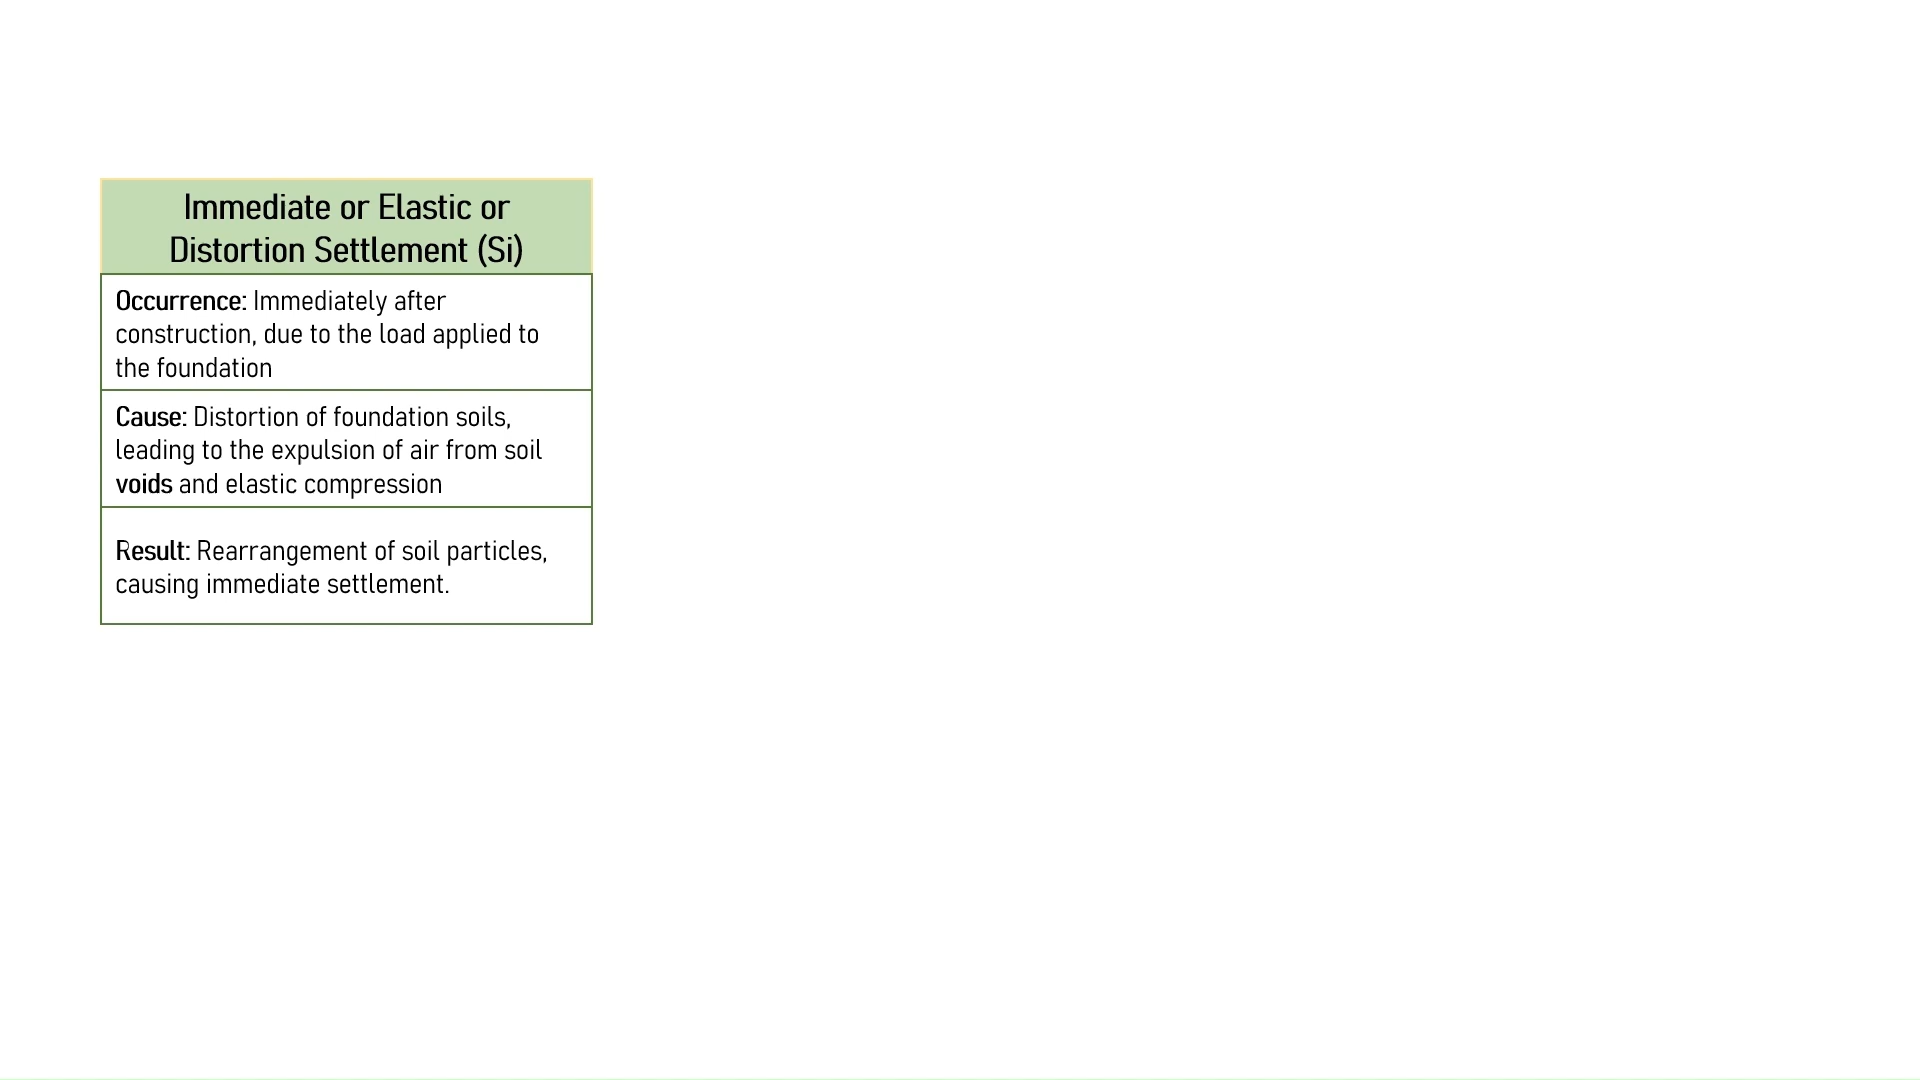 Immediate or Elastic or
Distortion Settlement (Si)
Occurrence: Immediately after
construction, due to the load applied to
the foundation
Cause: Distortion of foundation soils,
leading to the expulsion of air from soil
voids and elastic compression
Result: Rearrangement of soil particles,
causing immediate settlement.